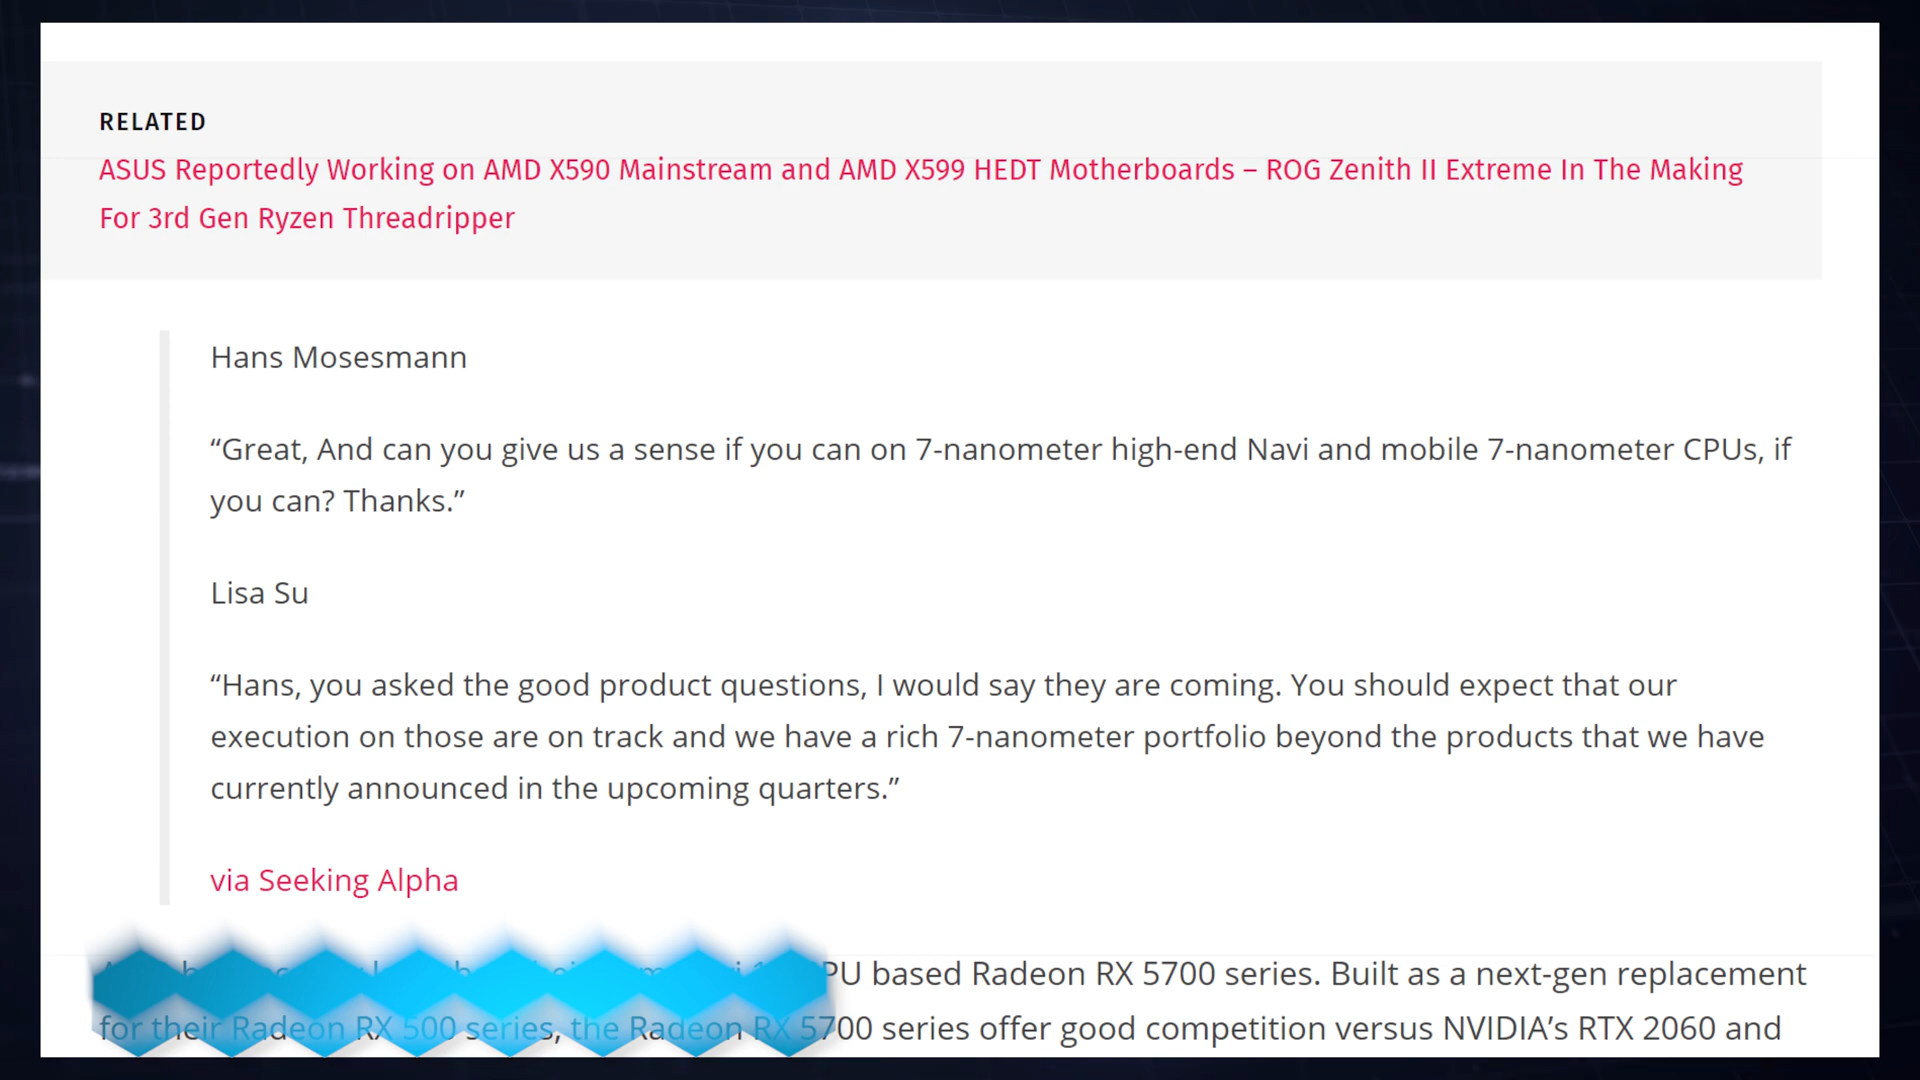 RELATED
ASUS Reportedly Working on AMD X590 Mainstream and AMD X599 HEDT Motherboards – ROG Zenith II Extreme In The Making
For 3rd Gen Ryzen Threadripper
Hans Mosesmann
“Great, And can you give us a sense if you can on 7-nanometer high-end Navi and mobile 7-nanometer CPUs, if
you can? Thanks.”
Lisa Su
“Hans, you asked the good product questions, I would say they are coming. You should expect that our
execution on those are on track and we have a rich 7-nanometer portfolio beyond the products that we have
currently announced in the upcoming quarters.”
via Seeking Alpha
based Radeon RX 5700 series. Built as a next-gen replacement
for their Radeon RX 500 series, the Radeon RX 5700 series offer good competition versus NVIDIA’s RTX 2060 and